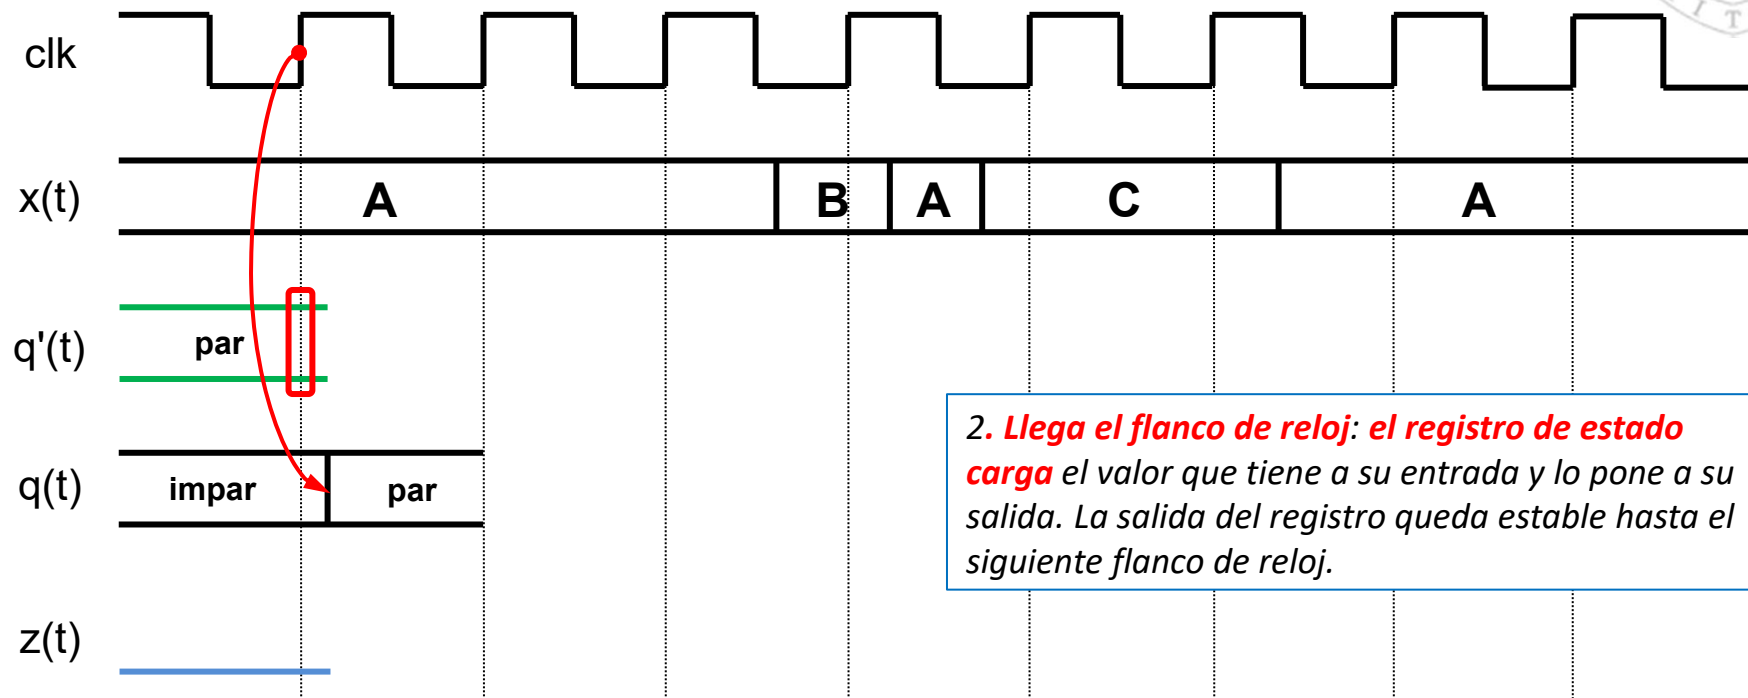 clk
x(t)
A
B
A
C
A
q'(t)
par
q(t)
impar
par
2. Llega el flanco de reloj: el registro de estado
carga el valor que tiene a su entrada y lo pone a su
salida. La salida del registro queda estable hasta el
siguiente flanco de reloj.
z(t)
I T